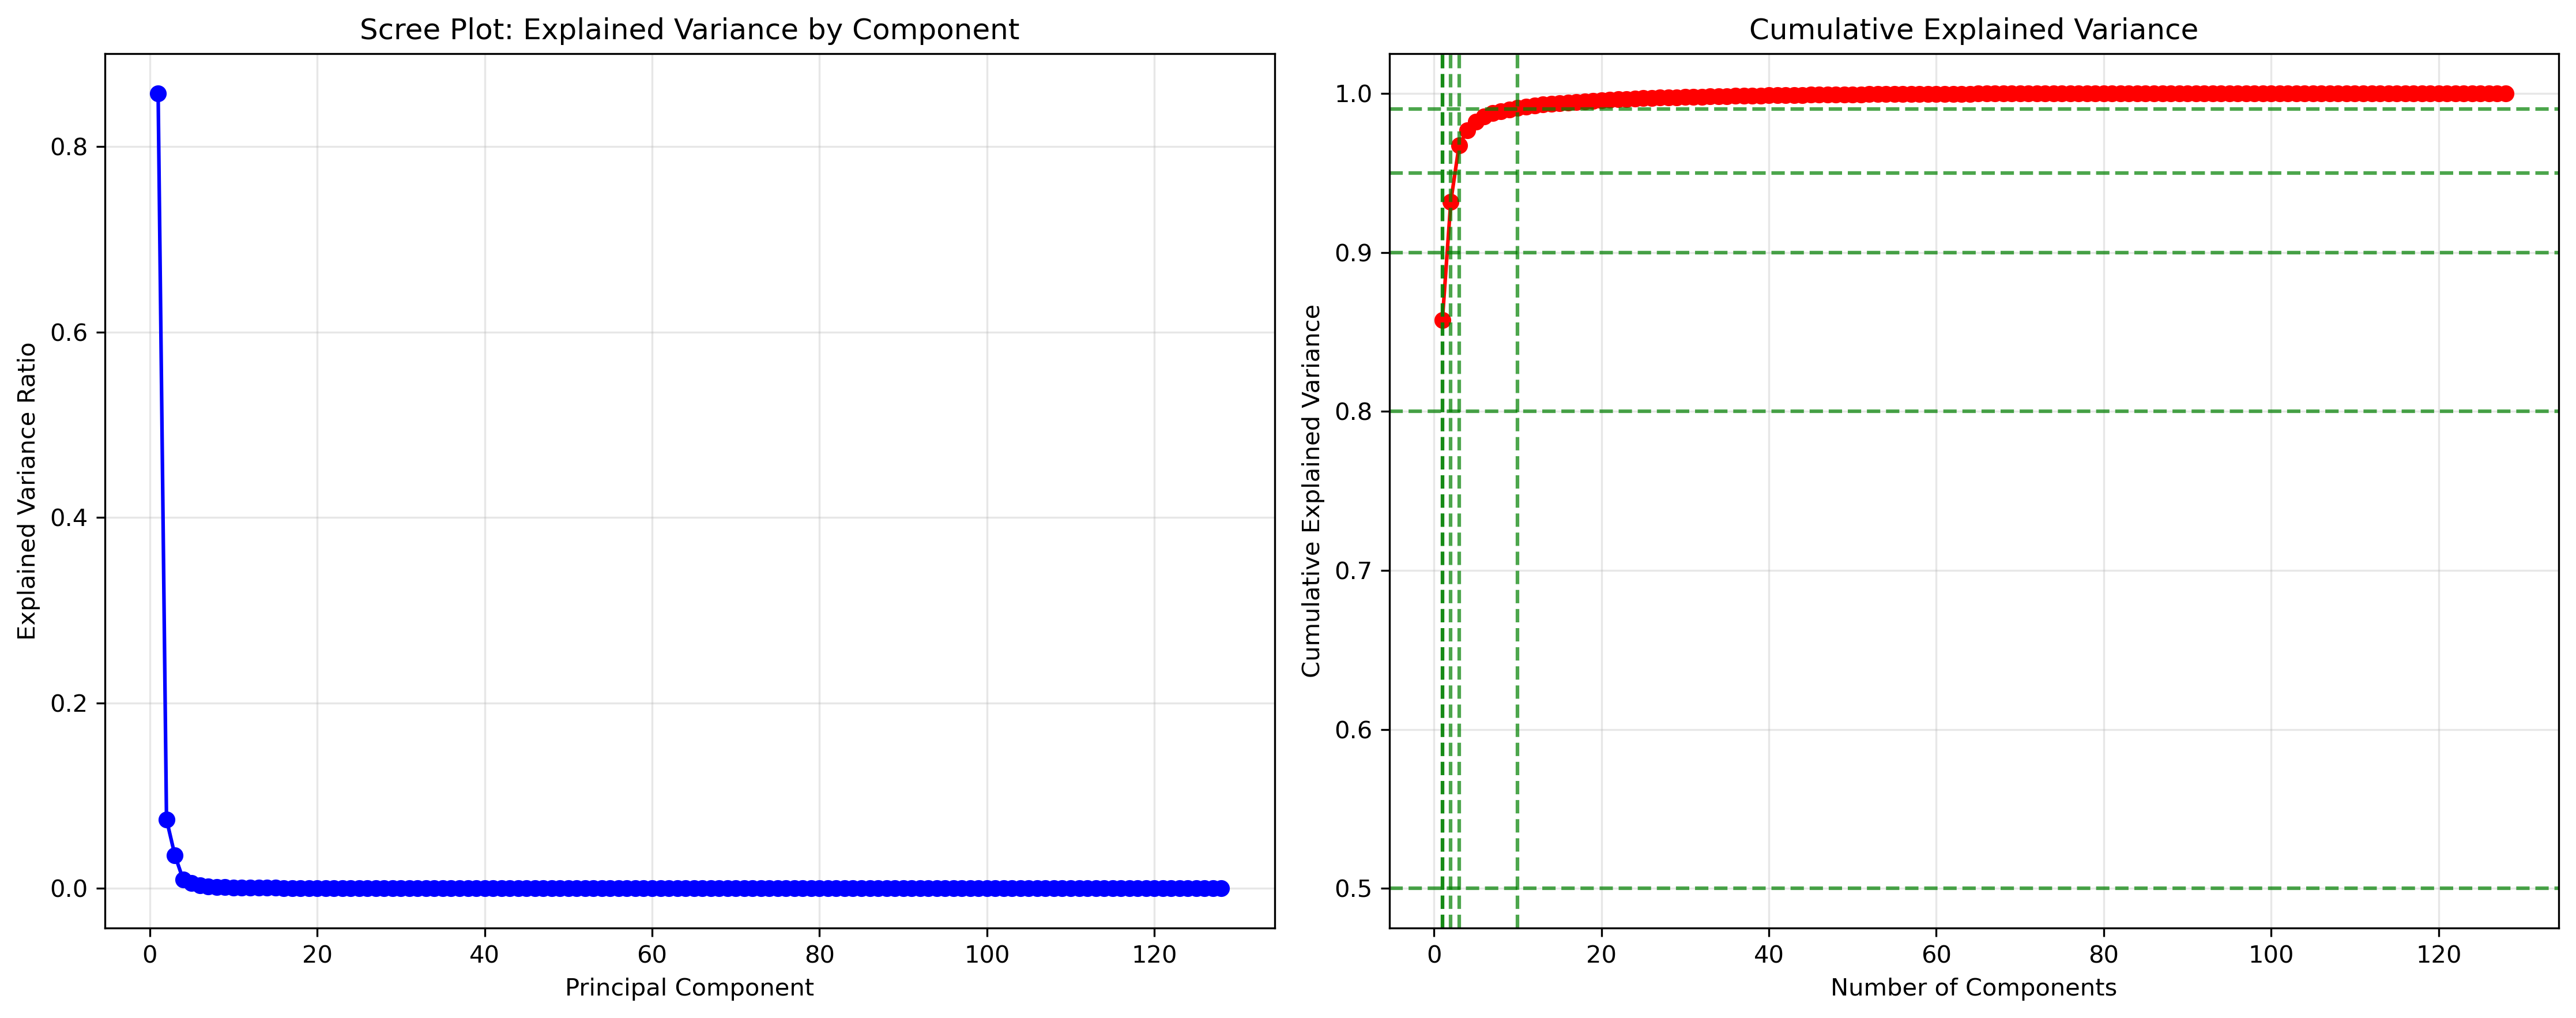 Scree Plot: Explained Variance by Component
Explained Variance Ratio
0.8
0.6
0.4
0.2
0.0
0 20 40 60 80 100 120
Principal Component
Cumulative Explained Variance
Cumulative Explained Variance
1.0
0.9
0.8
0.7
0.6
0.5
0 20 40 60 80 100 120
Number of Components